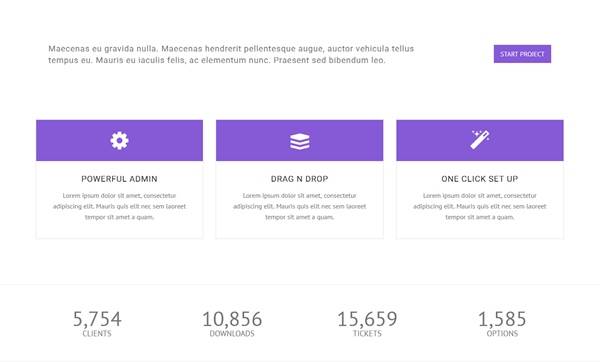 Maecenas eu gravida nulla. Maecenas hendrerit pellentesque augue, auctor vehicula tellus
tempus eu. Mauris eu iaculis felis, ac elementum nunc. Praesent sed bibendum leo.
START PROJECT
POWERFUL ADMIN
Lorem ipsum dolor sit amet, consectetur
adipiscing elit. Mauris quis elit nec sem laoreet
tempor sit amet a quam.
DRAG N DROP
Lorem ipsum dolor sit amet, consectetur
adipiscing elit. Mauris quis elit nec sem laoreet
tempor sit amet a quam.
ONE CLICK SET UP
Lorem ipsum dolor sit amet, consectetur
adipiscing elit. Mauris quis elit nec sem laoreet
tempor sit amet a quam.
5,754
CLIENTS
10,856
DOWNLOADS
15,659
TICKETS
1,585
OPTIONS